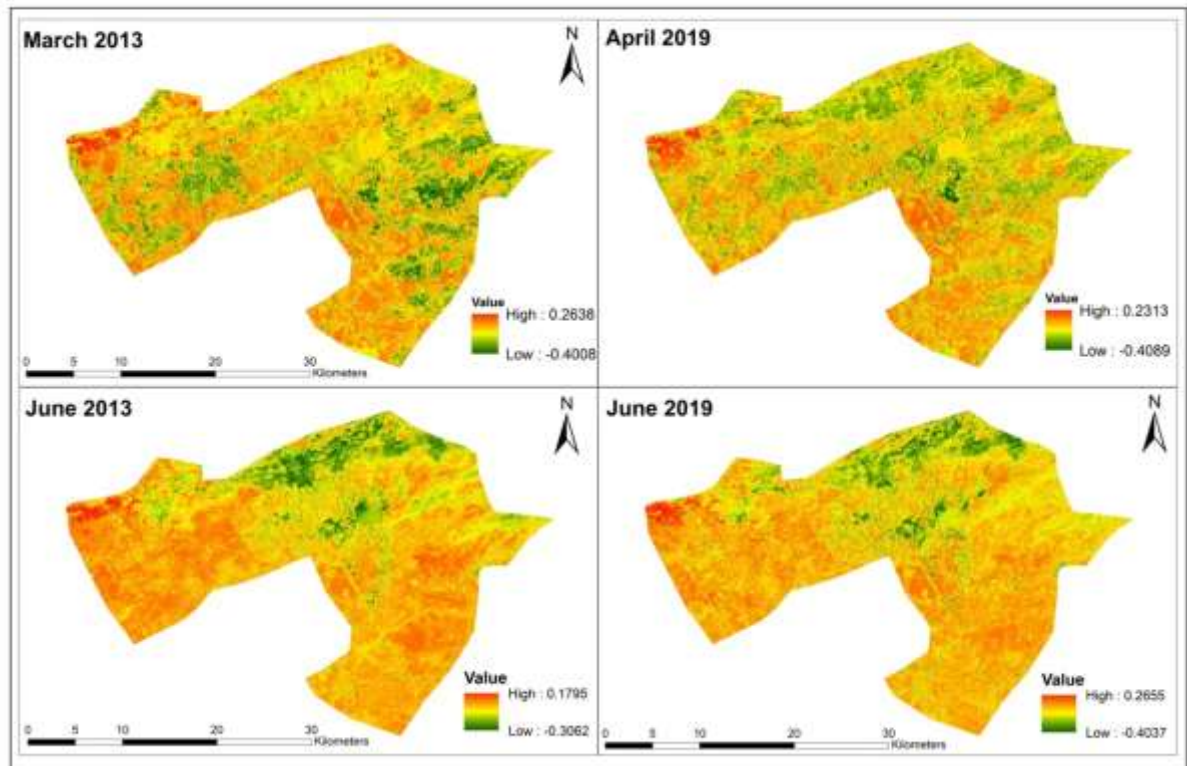 March 2013
N
Value
High : 0.2638
Low : -0.4008
0 5 10 20 30
Kilometers
April 2019
N
Value
High : 0.2313
Low : -0.4089
June 2013
N
Value
High : 0.1795
Low : -0.3062
0 5 10 20 30
Kilometers
June 2019
N
Value
High : 0.2655
Low : -0.4037
0 5 10 20 30
Kilometers